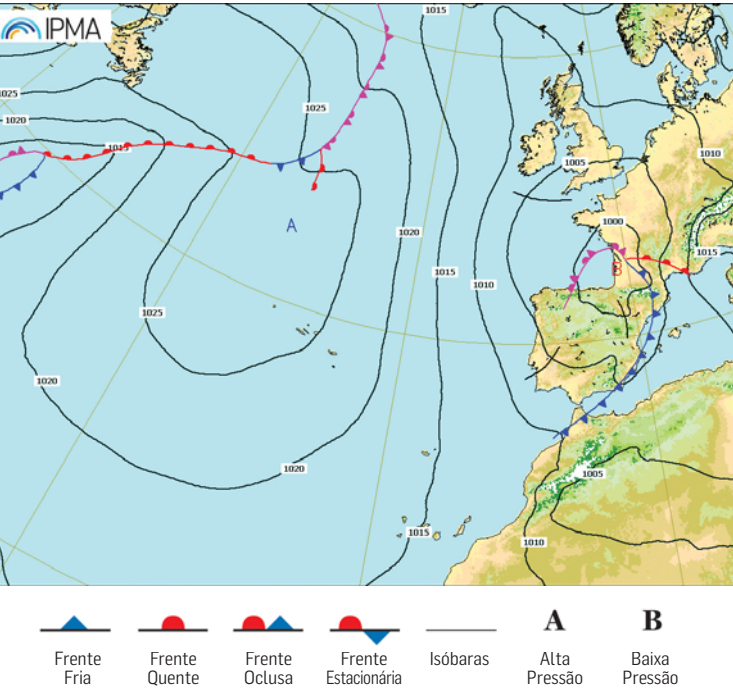 IPMA
1015
1025
1025
1020
1015
1010
1005
A
1000
1020
1015
B
1015
1010
1025
1020
1020
1005
1015
1010
A
B
Frente
Fria
Frente
Quente
Frente
Oclusa
Frente
Estacionária
Isóbaras
Alta
Pressão
Baixa
Pressão